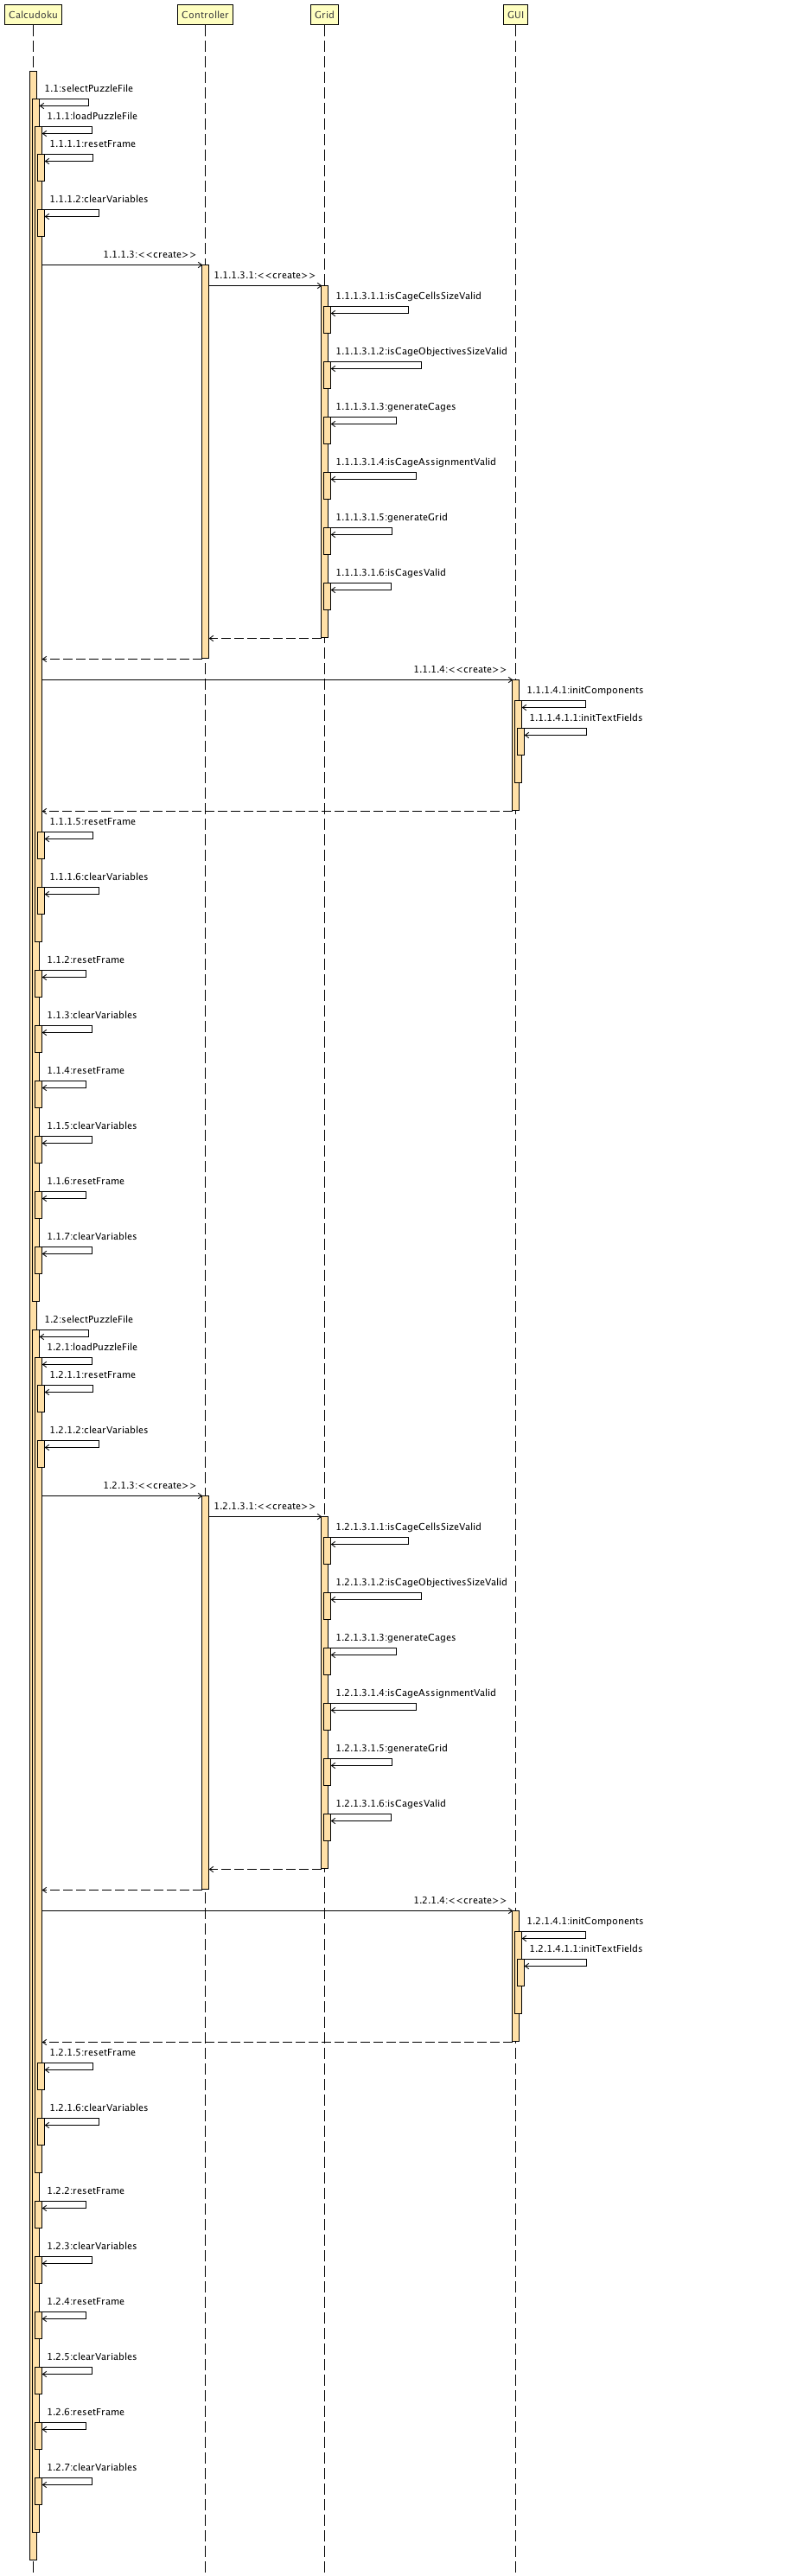 Calcudoku
Controller
Grid
GUI
1.1:selectPuzzleFile
1.1.1:loadPuzzleFile
1.1.1.1:resetFrame
1.1.1.2:clearVariables
1.1.1.3:<<create>>
1.1.1.3.1:<<create>>
1.1.1.3.1.1:isCageCellsSizeValid
1.1.1.3.1.2:isCageObjectivesSizeValid
1.1.1.3.1.3:generateCages
1.1.1.3.1.4:isCageAssignmentValid
1.1.1.3.1.5:generateGrid
1.1.1.3.1.6:isCagesValid
1.1.1.4:<<create>>
1.1.1.4.1:initComponents
1.1.1.4.1.1:initTextFields
1.1.1.5:resetFrame
1.1.1.6:clearVariables
1.1.2:resetFrame
1.1.3:clearVariables
1.1.4:resetFrame
1.1.5:clearVariables
1.1.6:resetFrame
1.1.7:clearVariables
1.2:selectPuzzleFile
1.2.1:loadPuzzleFile
1.2.1.1:resetFrame
1.2.1.2:clearVariables
1.2.1.3:<<create>>
1.2.1.3.1:<<create>>
1.2.1.3.1.1:isCageCellsSizeValid
1.2.1.3.1.2:isCageObjectivesSizeValid
1.2.1.3.1.3:generateCages
1.2.1.3.1.4:isCageAssignmentValid
1.2.1.3.1.5:generateGrid
1.2.1.3.1.6:isCagesValid
1.2.1.4:<<create>>
1.2.1.4.1:initComponents
1.2.1.4.1.1:initTextFields
1.2.1.5:resetFrame
1.2.1.6:clearVariables
1.2.2:resetFrame
1.2.3:clearVariables
1.2.4:resetFrame
1.2.5:clearVariables
1.2.6:resetFrame
1.2.7:clearVariables